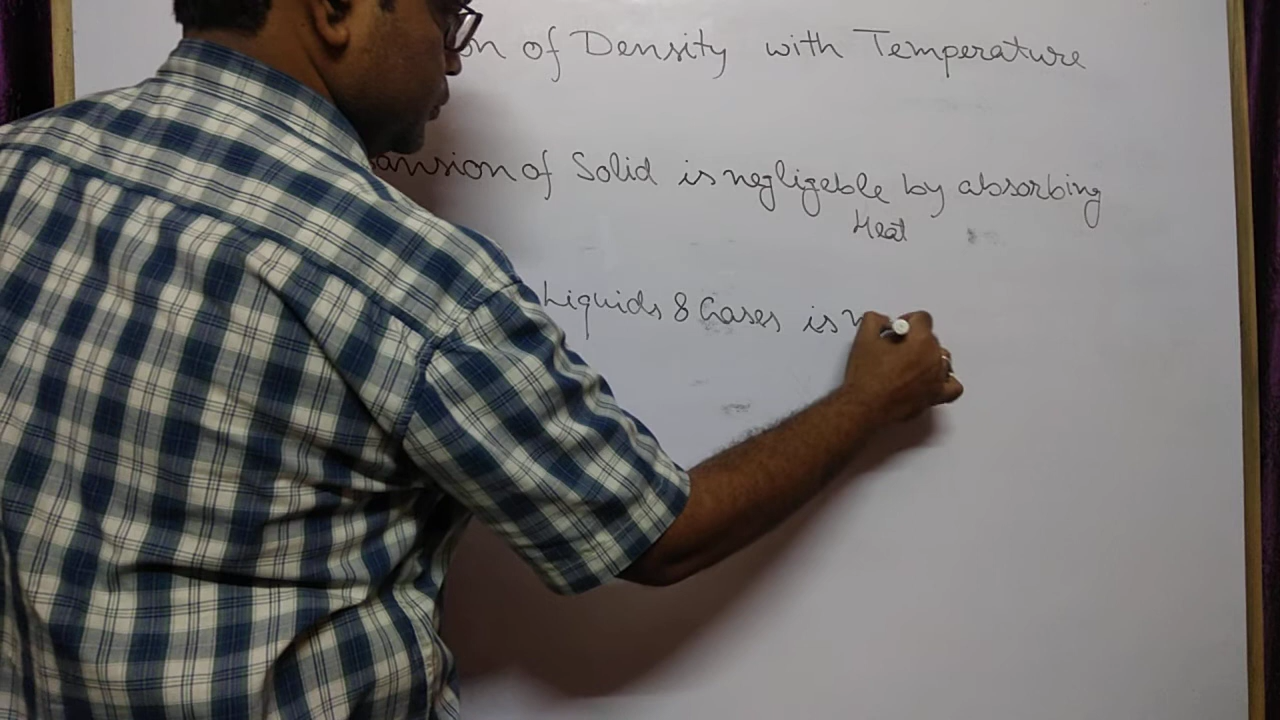 on of Density with Temperature
ansion of Solid is negligeble by absorbing
Heat
Liquids & Gases is